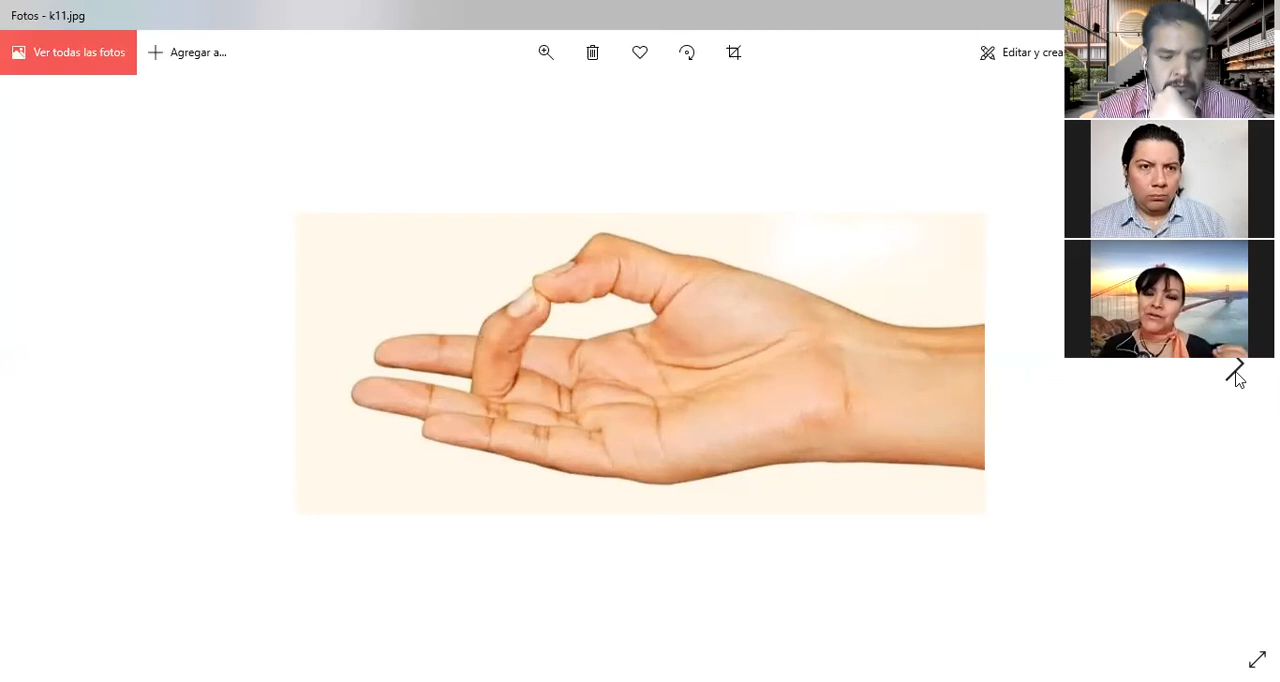 Fotos - k11.jpg
Ver todas las fotos
Agregar a...
Editar y crea